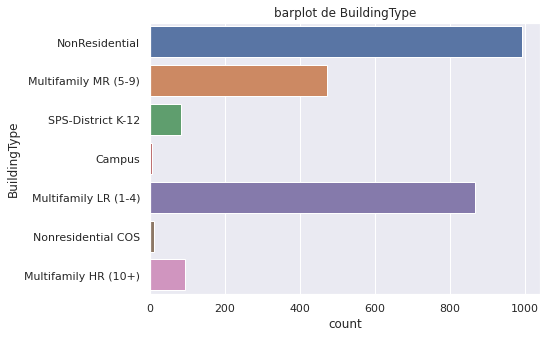 barplot de BuildingType
BuildingType
NonResidential
Multifamily MR (5-9)
SPS-District K-12
Campus
Multifamily LR (1-4)
Nonresidential COS
Multifamily HR (10+)
0 200 400 600 800 1000
count